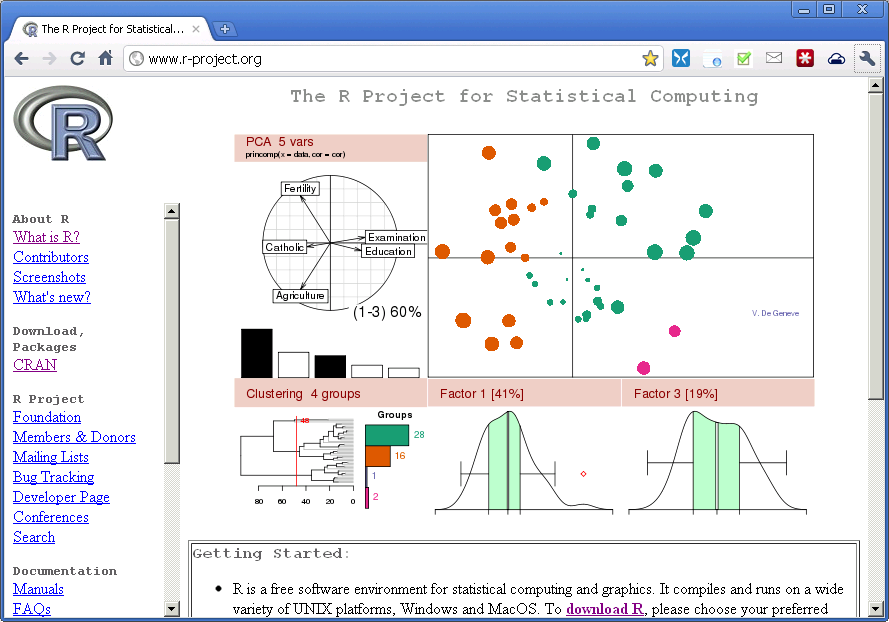 The R Project for Statistical...
www.r-project.org
R
About R
What is R?
Contributors
Screenshots
What's new?
Download,
Packages
CRAN
R Project
Foundation
Members & Donors
Mailing Lists
Bug Tracking
Developer Page
Conferences
Search
Documentation
Manuals
FAQs
The R Project for Statistical Computing
PCA 5 vars
princomp(x = data, cor = cor)
Fertility
Catholic
Examination
Education
Agriculture
(1-3) 60%
V. De Geneve
Clustering 4 groups
Factor 1 [41%]
Factor 3 [19%]
Groups
28
16
1
2
80 60 40 20 0
Getting Started:
• R is a free software environment for statistical computing and graphics. It compiles and runs on a wide
variety of UNIX platforms, Windows and MacOS. To download R, please choose your preferred